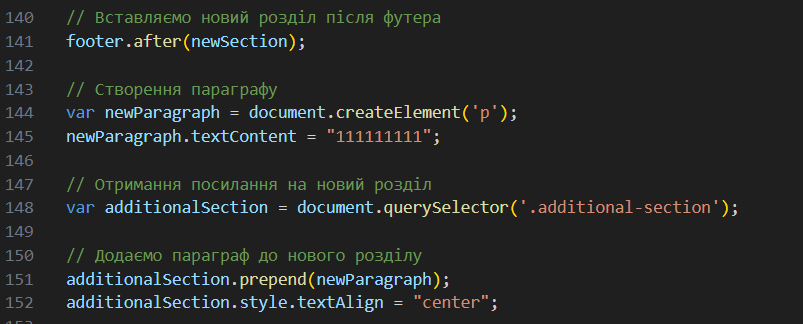 140 // Вставляємо новий розділ після футера
141 footer.after(newSection);
142
143 // Створення параграфу
144 var newParagraph = document.createElement('p');
145 newParagraph.textContent = "111111111";
146
147 // Отримання посилання на новий розділ
148 var additionalSection = document.querySelector('.additional-section');
149
150 // Додаємо параграф до нового розділу
151 additionalSection.prepend(newParagraph);
152 additionalSection.style.textAlign = "center";